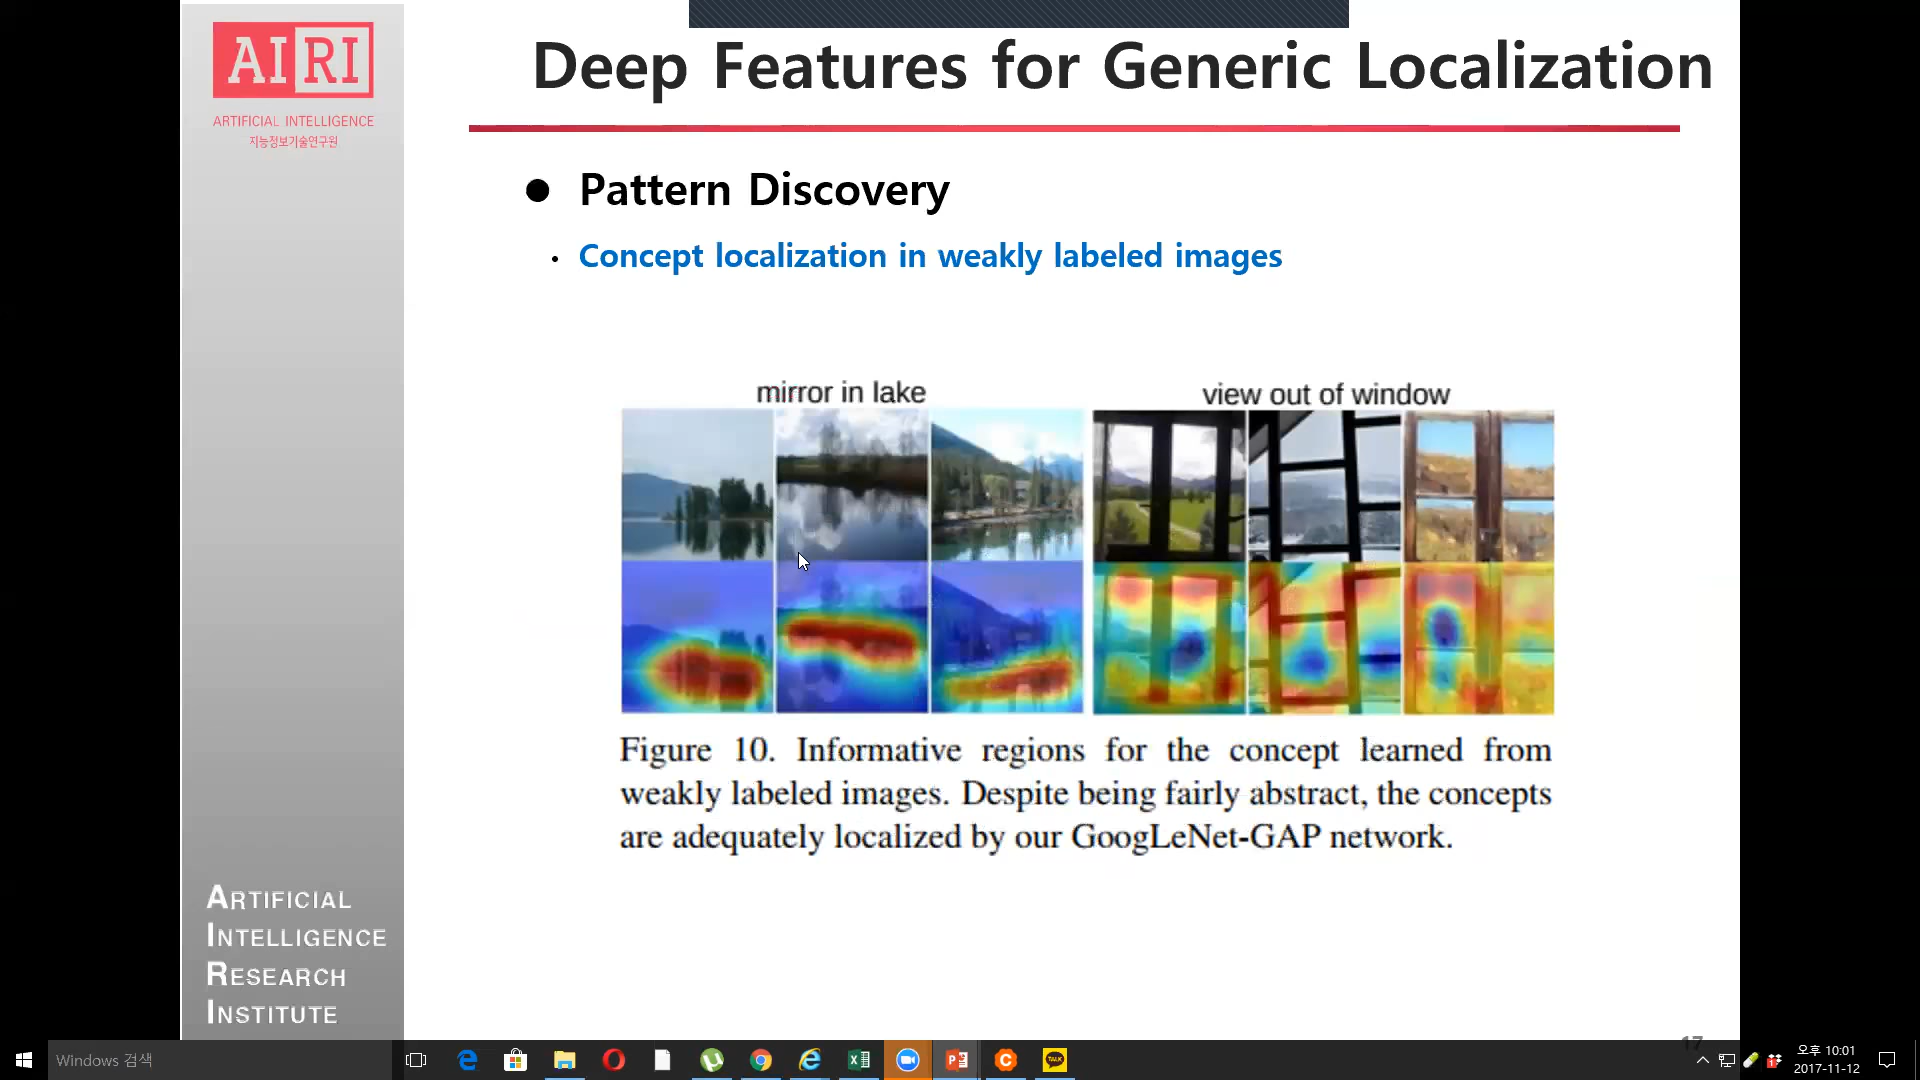 AIRI
ARTIFICIAL INTELLIGENCE
지능정보기술연구원
Deep Features for Generic Localization
● Pattern Discovery
• Concept localization in weakly labeled images
mirror in lake
view out of window
Figure 10. Informative regions for the concept learned from
weakly labeled images. Despite being fairly abstract, the concepts
are adequately localized by our GoogLeNet-GAP network.
ARTIFICIAL
INTELLIGENCE
RESEARCH
INSTITUTE
17
Windows 검색
TALK
오후 10:01
2017-11-12